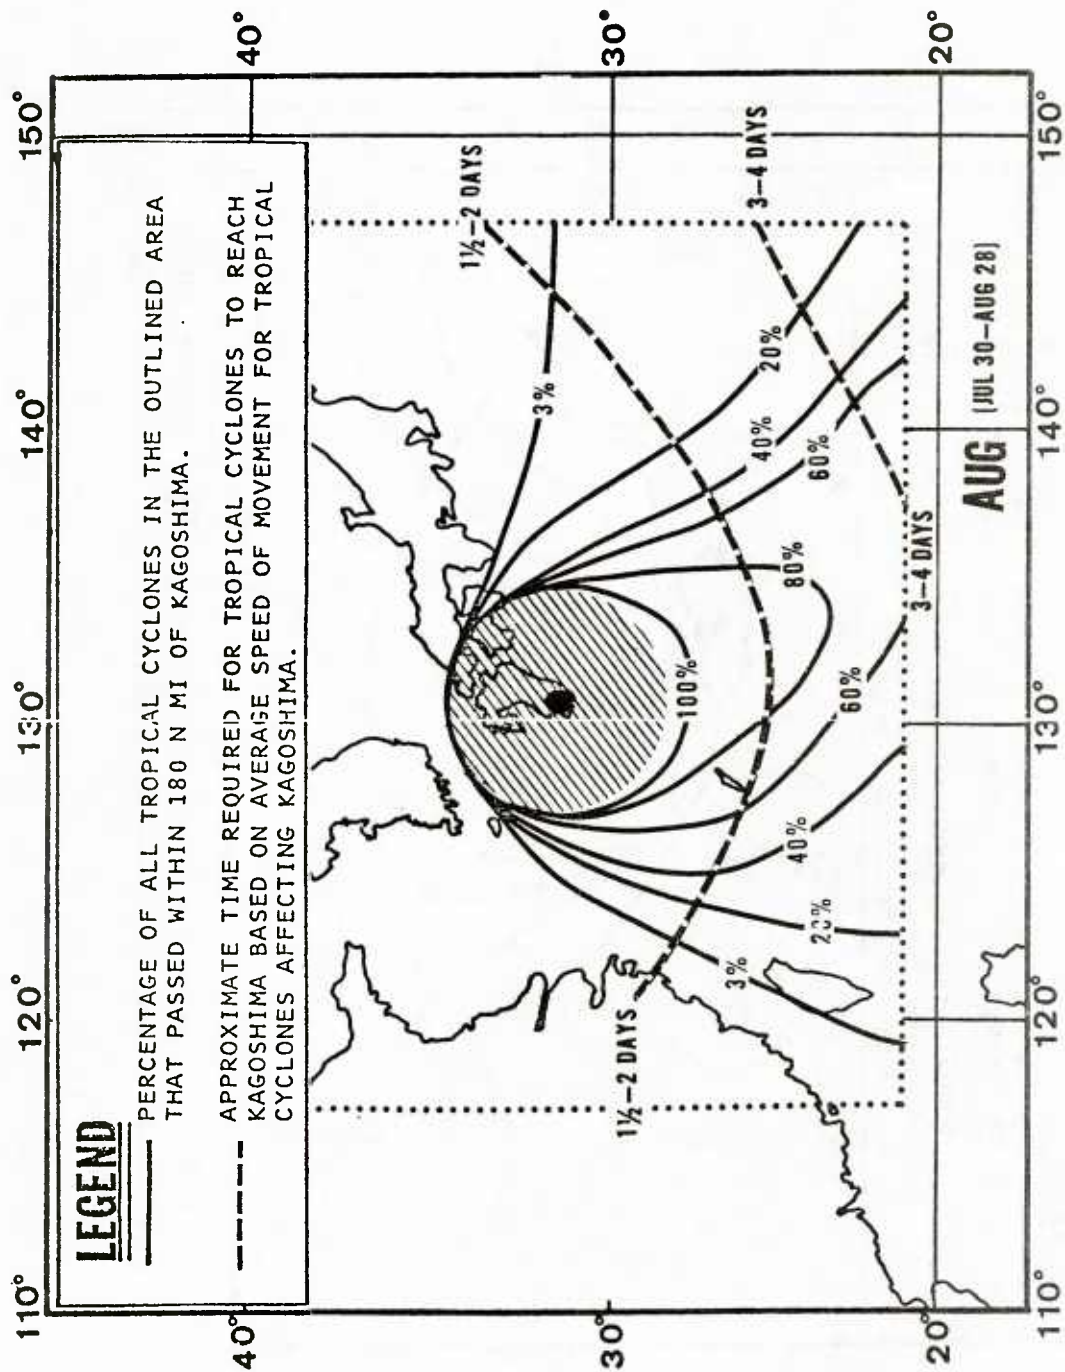 110°
120°
130°
140°
150°
LEGEND
PERCENTAGE OF ALL TROPICAL CYCLONES IN THE OUTLINED AREA
THAT PASSED WITHIN 180 N MI OF KAGOSHIMA.
APPROXIMATE TIME REQUIRED FOR TROPICAL CYCLONES TO REACH
KAGOSHIMA BASED ON AVERAGE SPEED OF MOVEMENT FOR TROPICAL
CYCLONES AFFECTING KAGOSHIMA.
40°
40°
1½-2 DAYS
3%
30°
30°
1½-2 DAYS
3-4 DAYS
20%
40%
60%
80%
100%
60%
40%
20%
3%
3-4 DAYS
20°
20°
AUG
[JUL 30-AUG 28]
110°
120°
130°
140°
150°